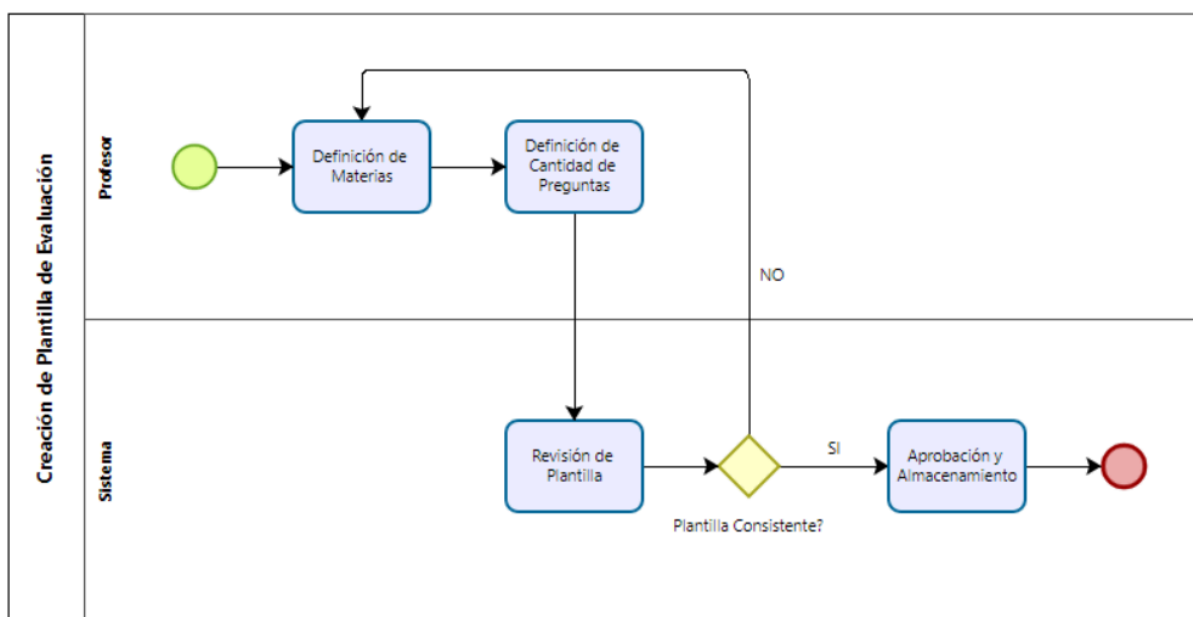 Creación de Plantilla de Evaluación
Profesor
Definición de
Materias
Definición de
Cantidad de
Preguntas
NO
Sistema
Revisión de
Plantilla
Plantilla Consistente?
SI
Aprobación y
Almacenamiento